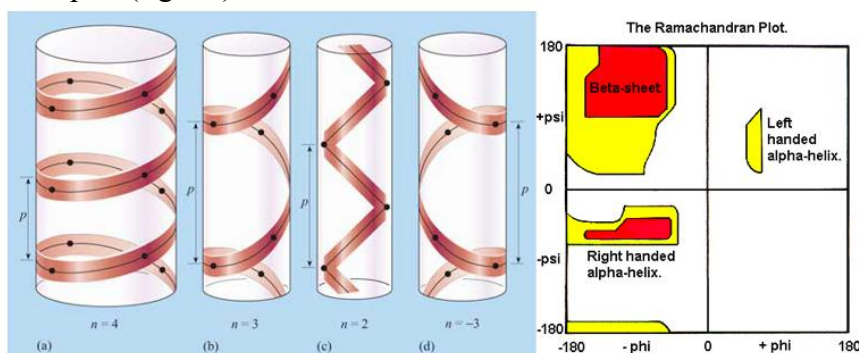 p
n = 4
(a)
p
n = 3
(b)
n = 2
(c)
p
n = −3
(d)
p
The Ramachandran Plot.
180
+psi
0
-psi
-180
Beta-sheet
Left
handed
alpha-helix.
Right handed
alpha-helix.
-180
- phi
0
+ phi
180